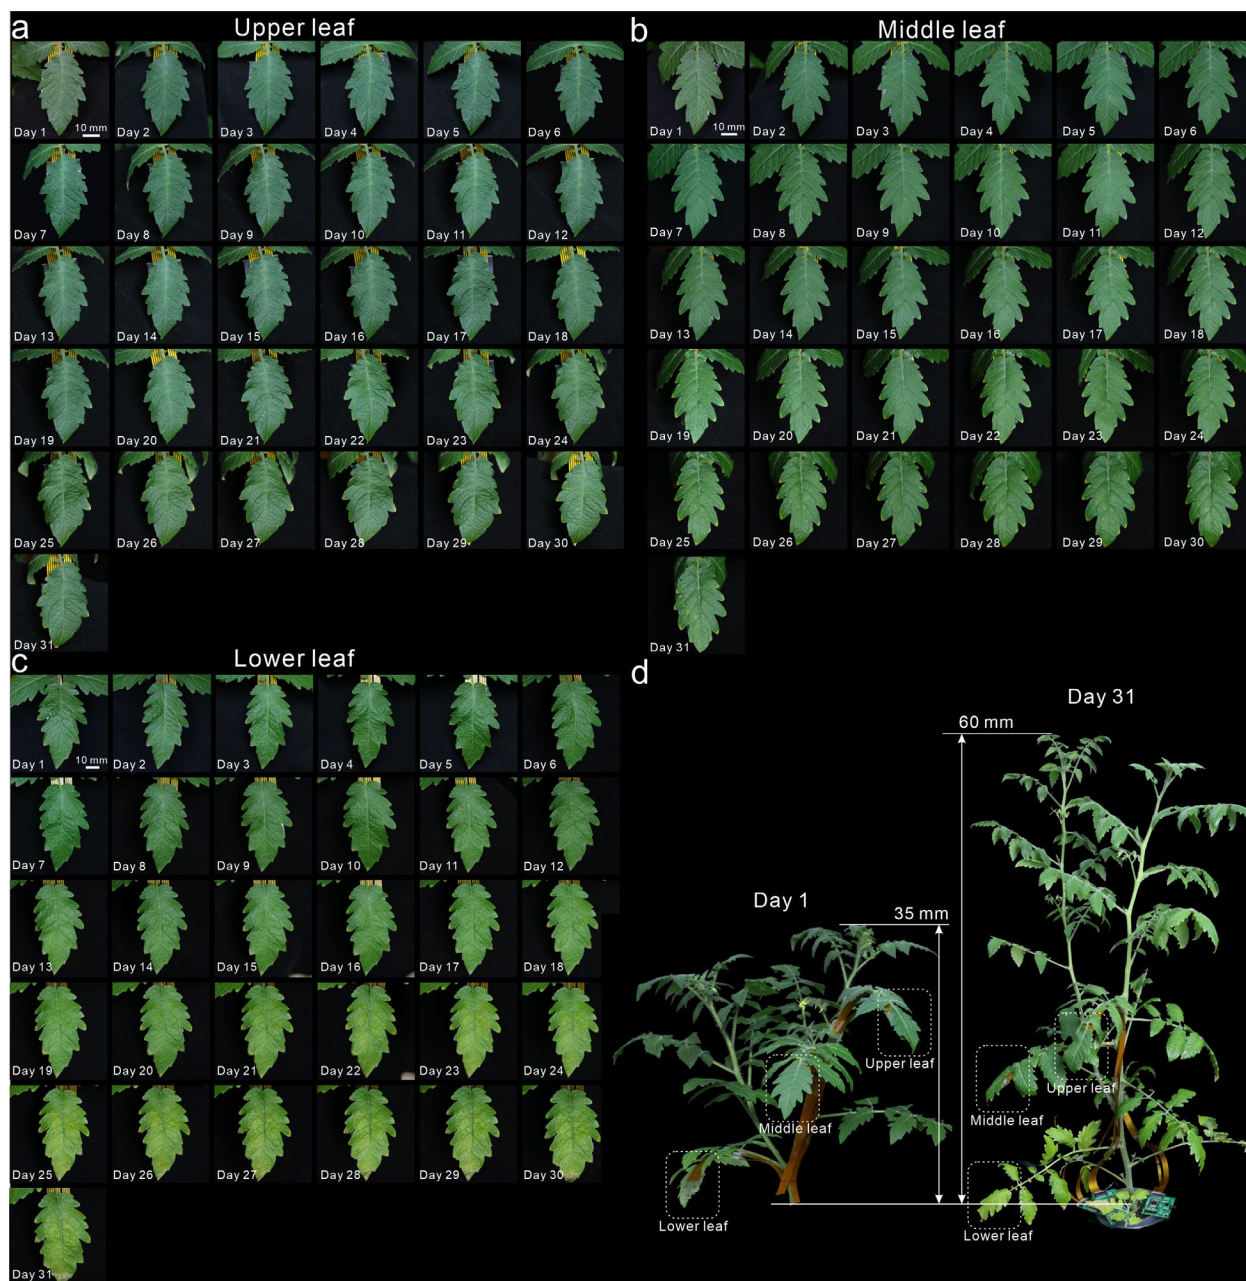 a
Upper leaf
Day 1
10 mm
Day 2
Day 3
Day 4
Day 5
Day 6
Day 7
Day 8
Day 9
Day 10
Day 11
Day 12
Day 13
Day 14
Day 15
Day 16
Day 17
Day 18
Day 19
Day 20
Day 21
Day 22
Day 23
Day 24
Day 25
Day 26
Day 27
Day 28
Day 29
Day 30
Day 31
b
Middle leaf
Day 1
10 mm
Day 2
Day 3
Day 4
Day 5
Day 6
Day 7
Day 8
Day 9
Day 10
Day 11
Day 12
Day 13
Day 14
Day 15
Day 16
Day 17
Day 18
Day 19
Day 20
Day 21
Day 22
Day 23
Day 24
Day 25
Day 26
Day 27
Day 28
Day 29
Day 30
Day 31
c
Lower leaf
Day 1
10 mm
Day 2
Day 3
Day 4
Day 5
Day 6
Day 7
Day 8
Day 9
Day 10
Day 11
Day 12
Day 13
Day 14
Day 15
Day 16
Day 17
Day 18
Day 19
Day 20
Day 21
Day 22
Day 23
Day 24
Day 25
Day 26
Day 27
Day 28
Day 29
Day 30
Day 31
d
Day 1
35 mm
Upper leaf
Middle leaf
Lower leaf
Day 31
60 mm
Upper leaf
Middle leaf
Lower leaf